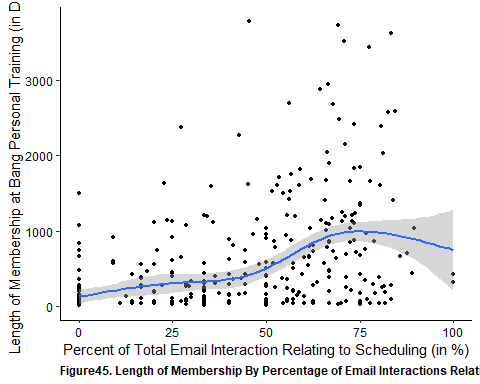 Length of Membership at Bang Personal Training (in D
3000
2000
1000
0
0 25 50 75 100
Percent of Total Email Interaction Relating to Scheduling (in %)
Figure45. Length of Membership By Percentage of Email Interactions Relat